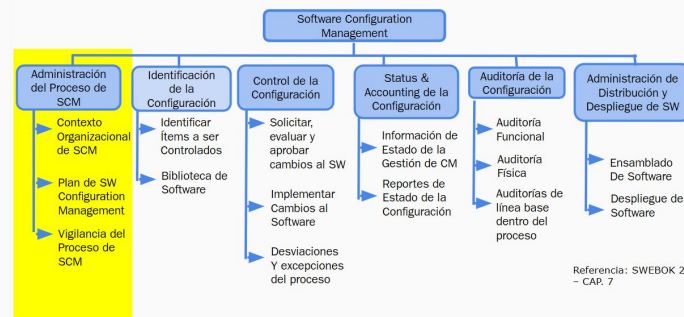 Software Configuration
Management
Administración
del Proceso de
SCM
Contexto
Organizacional
de SCM
Plan de SW
Configuration
Management
Vigilancia del
Proceso de
SCM
Identificación
de la
Configuración
Identificar
Ítems a ser
Controlados
Biblioteca de
Software
Control de la
Configuración
Solicitar,
evaluar y
aprobar
cambios al SW
Implementar
Cambios al
Software
Desviaciones
Y excepciones
del proceso
Status &
Accounting de la
Configuración
Información de
Estado de la
Gestión de CM
Reportes de
Estado de la
Configuración
Auditoría de la
Configuración
Auditoría
Funcional
Auditoría
Física
Auditorías de
línea base
dentro del
proceso
Administración de
Distribución y
Despliegue de SW
Ensamblado
De Software
Despliegue de
Software
Referencia: SWEBOK 2
– CAP. 7